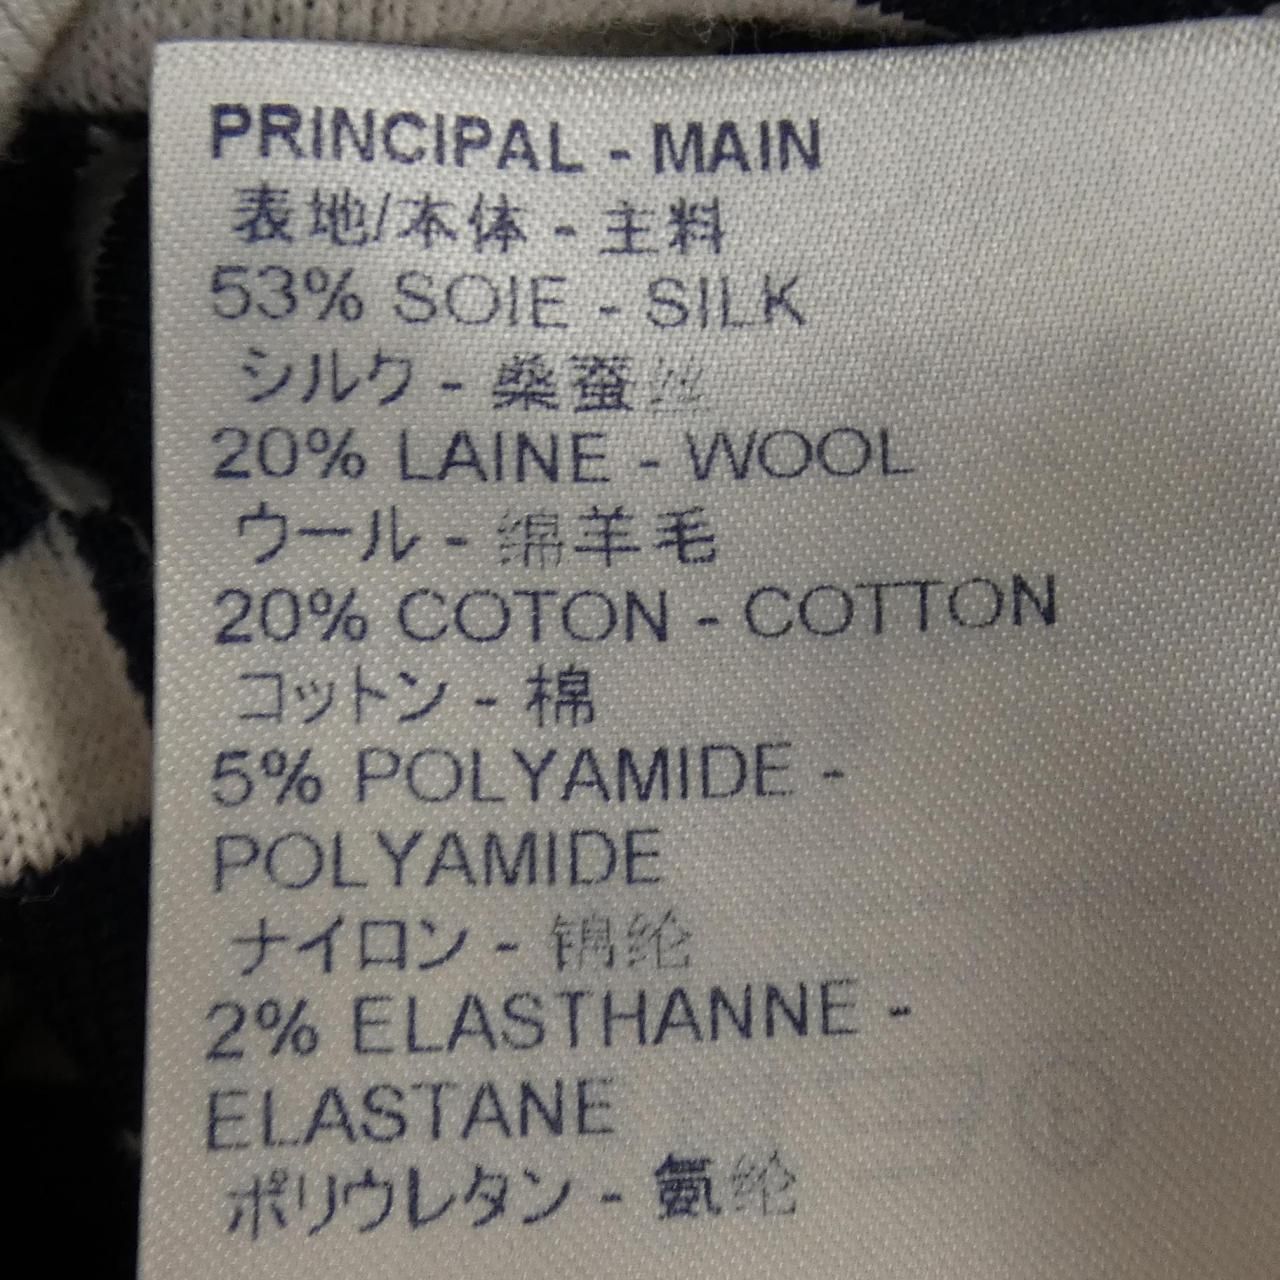 PRINCIPAL - MAIN
表地/本体 - 主料
53% SOIE - SILK
シルク - 桑蚕丝
20% LAINE - WOOL
ウール - 绵羊毛
20% COTON - COTTON
コットン - 棉
5% POLYAMIDE -
POLYAMIDE
ナイロン - 锦纶
2% ELASTHANNE -
ELASTANE
ポリウレタン - 氨纶